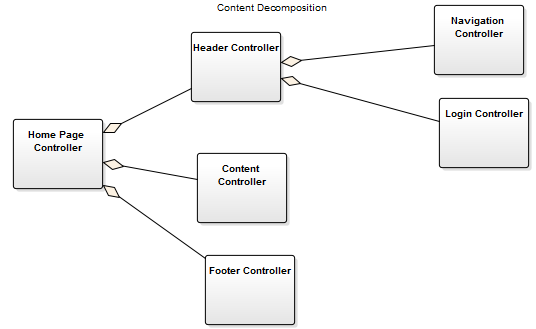 Content Decomposition
Navigation
Controller
Header Controller
Login Controller
Home Page
Controller
Content
Controller
Footer Controller